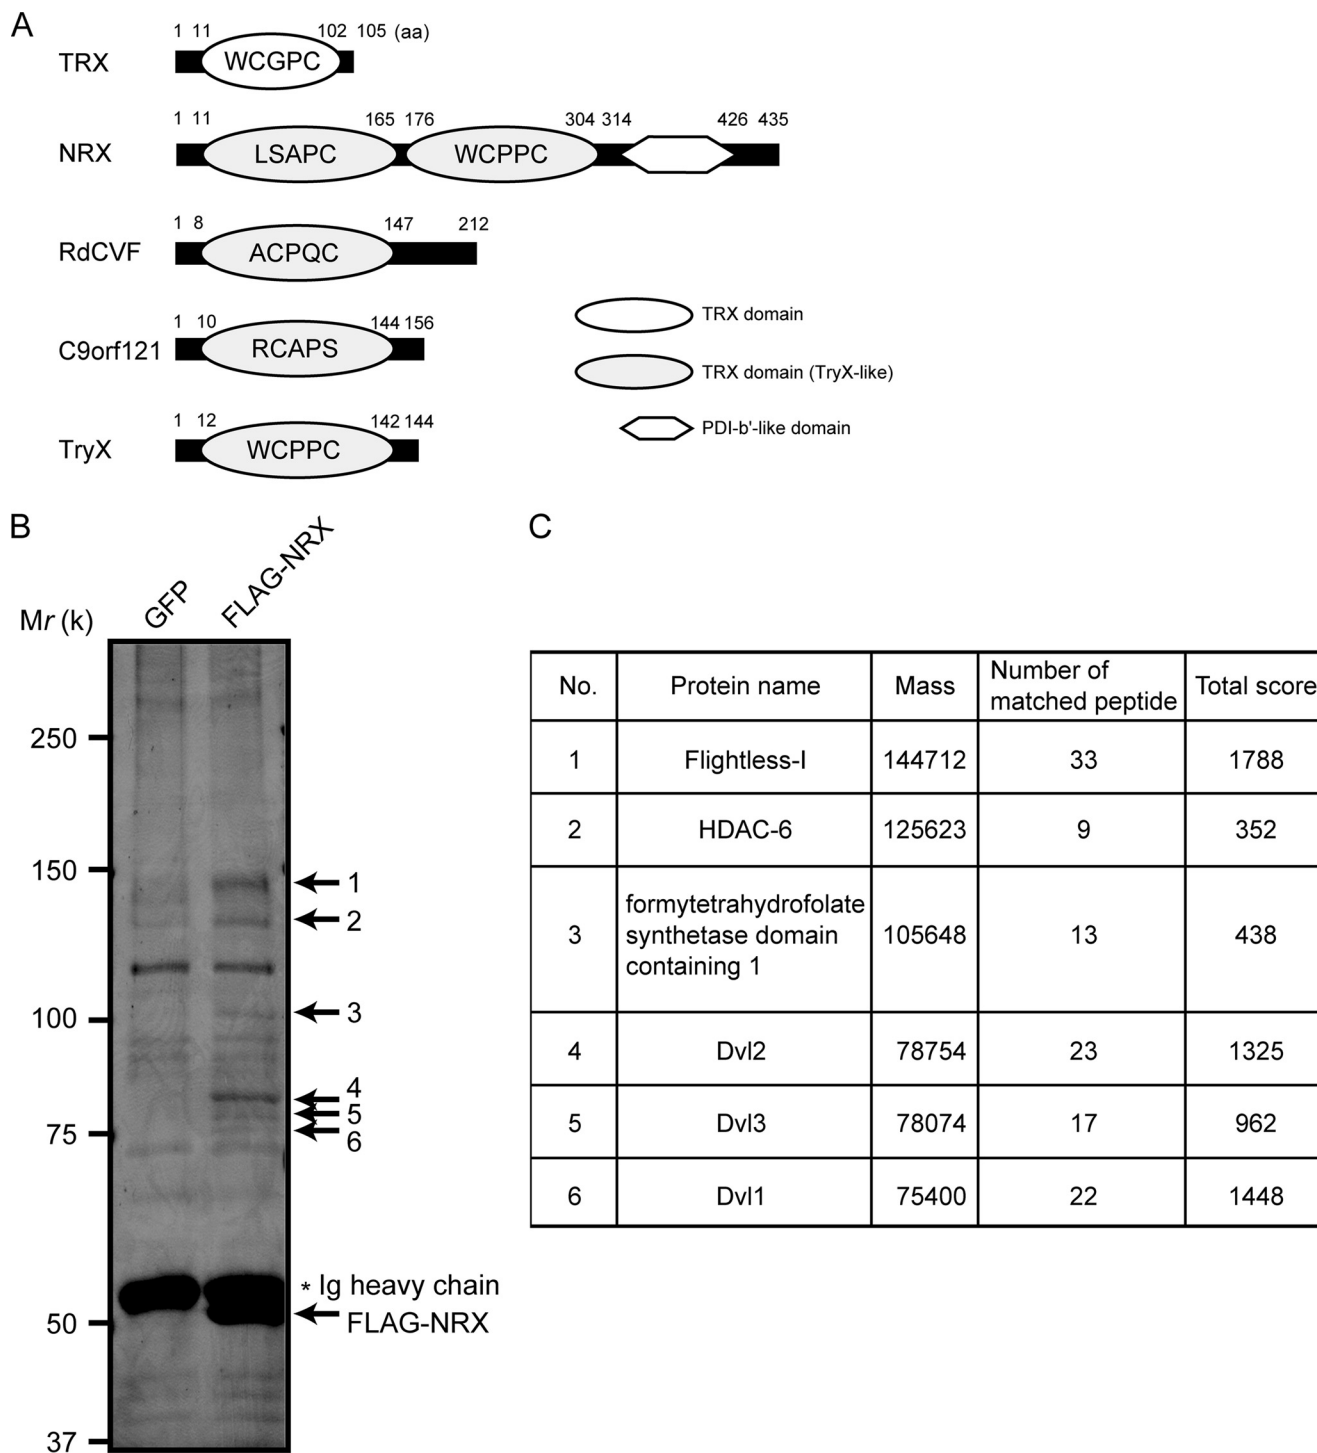 A
1 11 102 105 (aa)
TRX WCGPC
1 11 165 176 304 314 426 435
NRX LSAPC WCPPC
1 8 147 212
RdCVF ACPQC
1 10 144 156
C9orf121 RCAPS
1 12 142 144
TryX WCPPC
TRX domain
TRX domain (TryX-like)
PDI-b'-like domain
B
GFP FLAG-NRX
Mr (k)
250
150
100
75
50
37
1
2
3
4
5
6
* Ig heavy chain
FLAG-NRX
C
No. Protein name Mass Number of matched peptide Total score
1 Flightless-I 144712 33 1788
2 HDAC-6 125623 9 352
3 formytetrahydrofolate synthetase domain containing 1 105648 13 438
4 Dvl2 78754 23 1325
5 Dvl3 78074 17 962
6 Dvl1 75400 22 1448